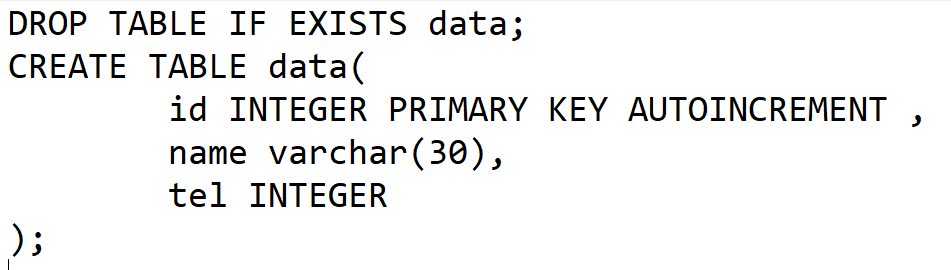 DROP TABLE IF EXISTS data;
CREATE TABLE data(
        id INTEGER PRIMARY KEY AUTOINCREMENT ,
        name varchar(30),
        tel INTEGER
);